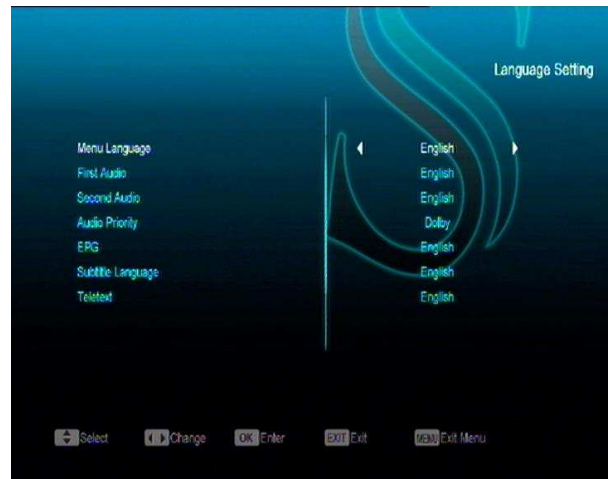 Language Setting
Menu Language English
First Audio English
Second Audio English
Audio Priority Dolby
EPG English
Subtitle Language English
Teletext English
Select Change OK Enter EXIT Exit MENU Exit Menu